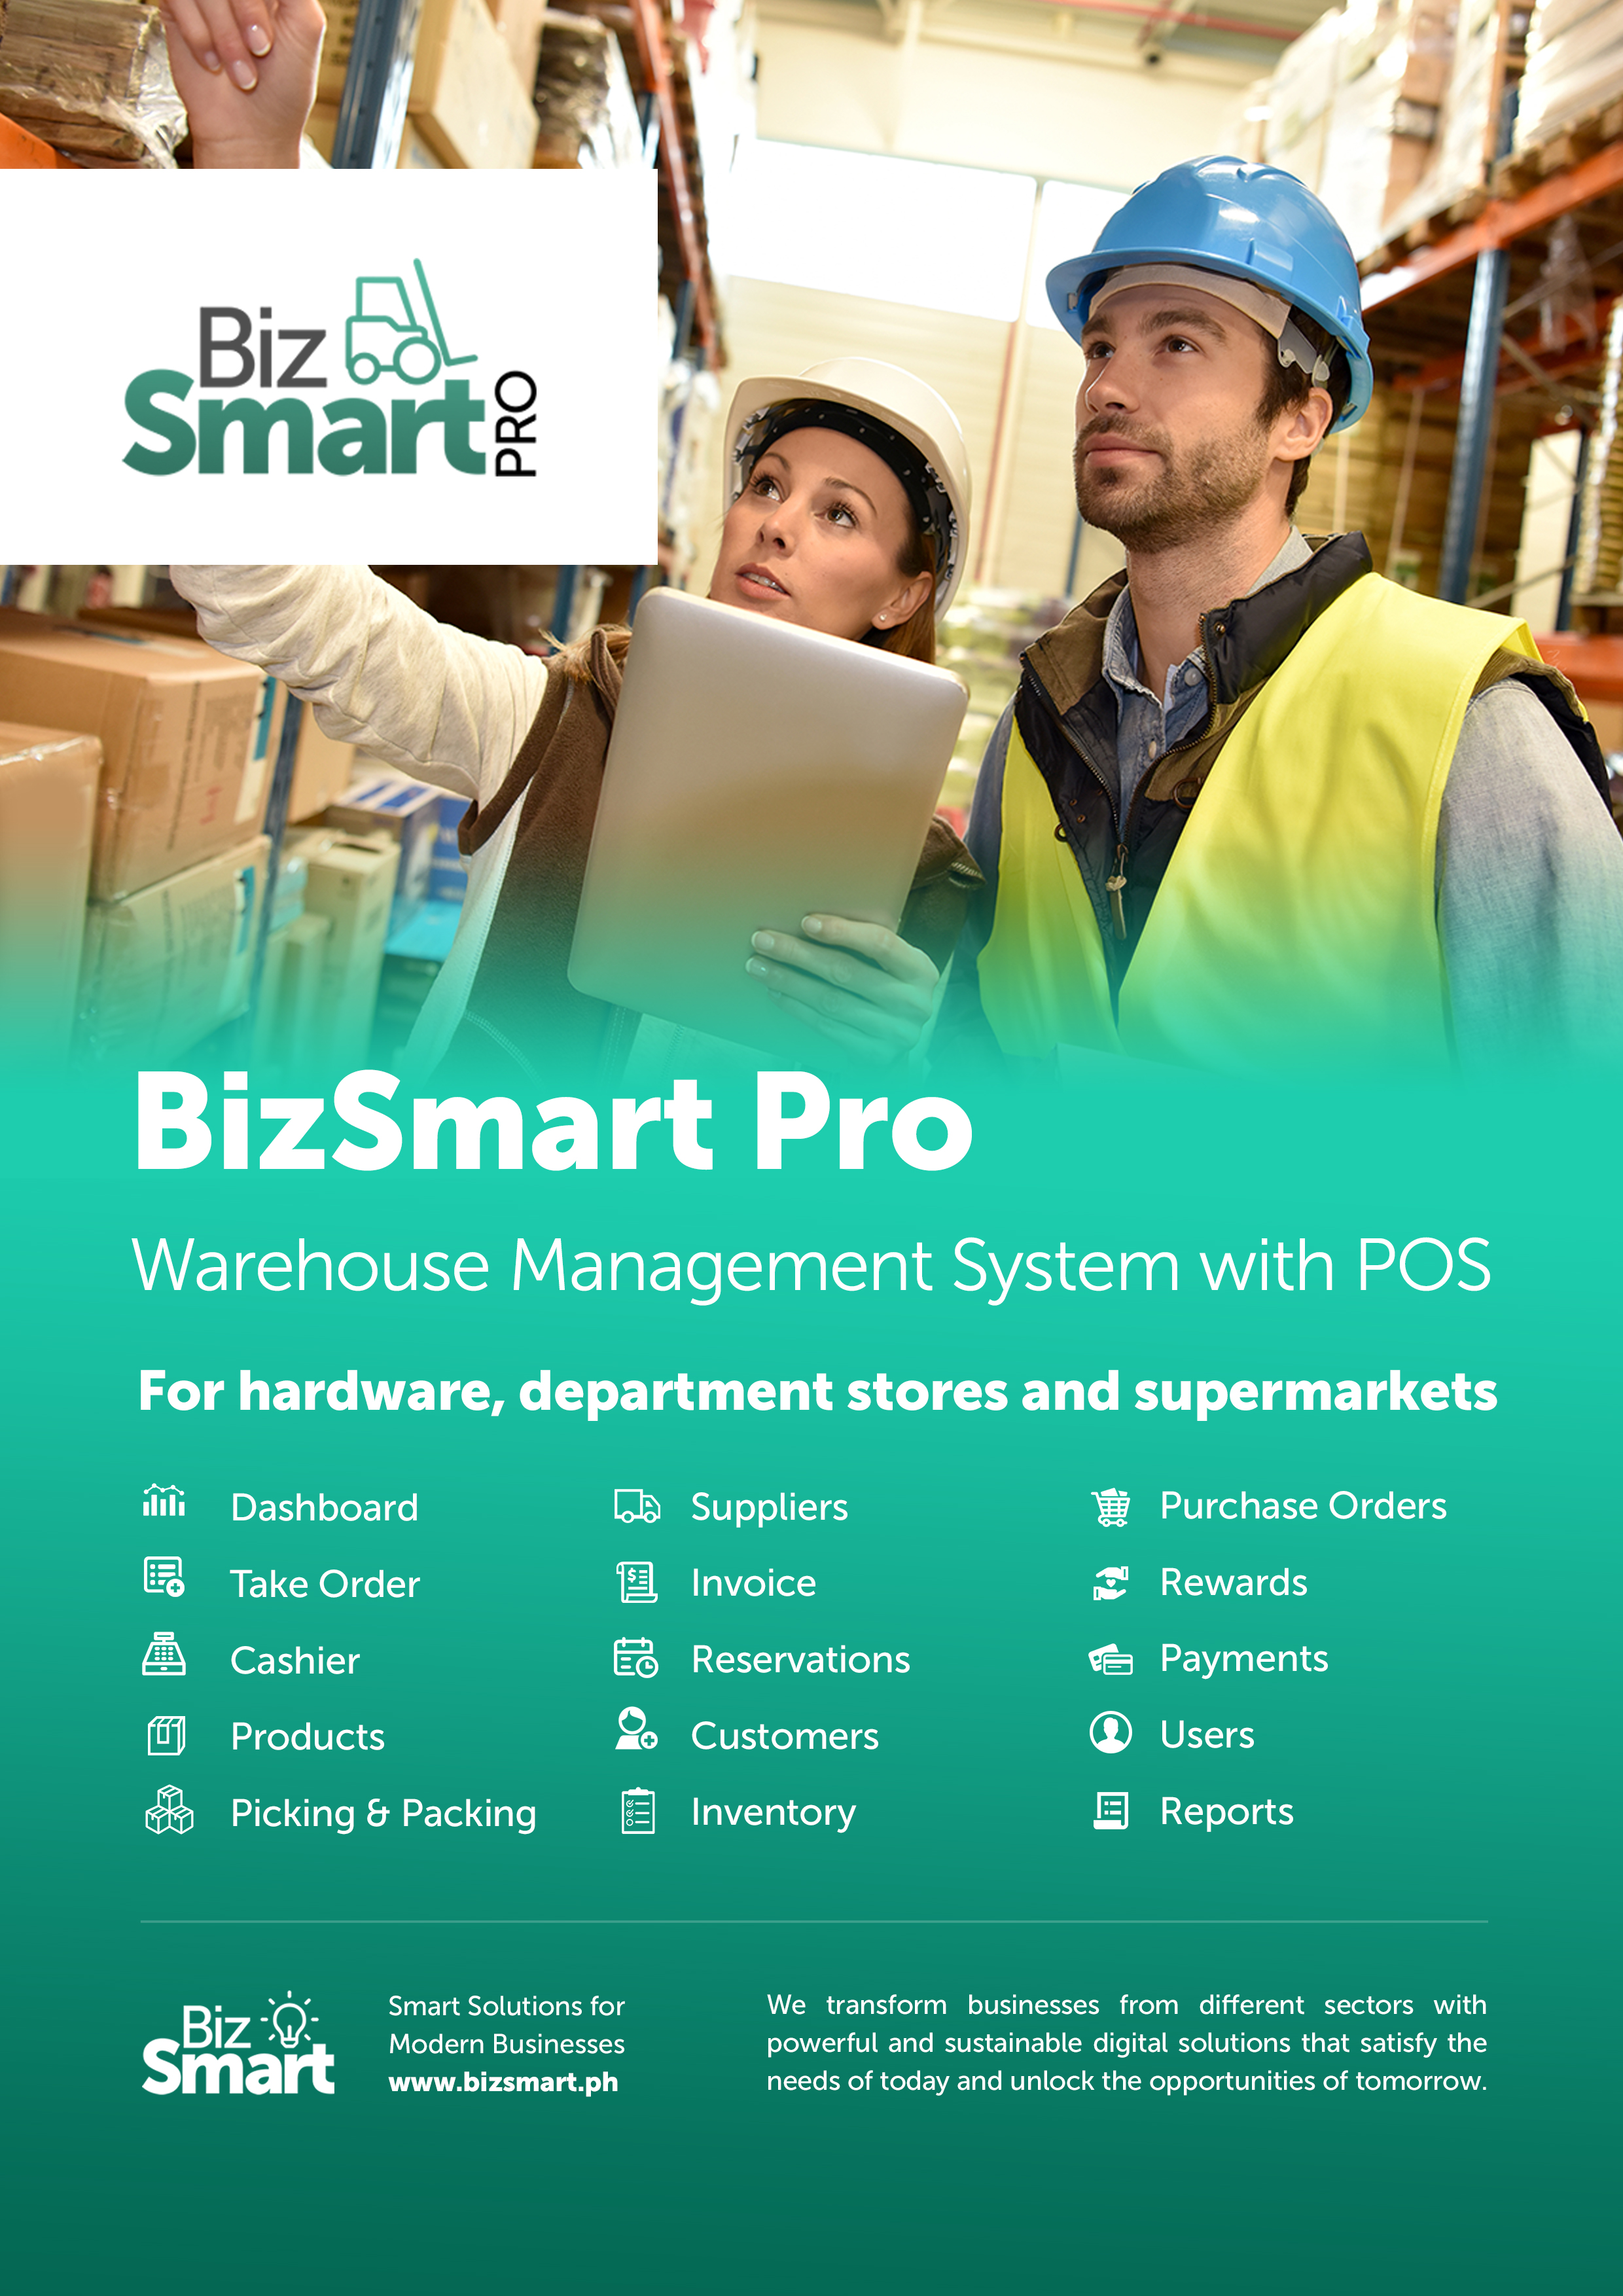 Biz
Smart PRO
BizSmart Pro
Warehouse Management System with POS
For hardware, department stores and supermarkets
Dashboard
Take Order
Cashier
Products
Picking & Packing
Suppliers
Invoice
Reservations
Customers
Inventory
Purchase Orders
Rewards
Payments
Users
Reports
Biz
Smart
Smart Solutions for
Modern Businesses
www.bizsmart.ph
We transform businesses from different sectors with
powerful and sustainable digital solutions that satisfy the
needs of today and unlock the opportunities of tomorrow.